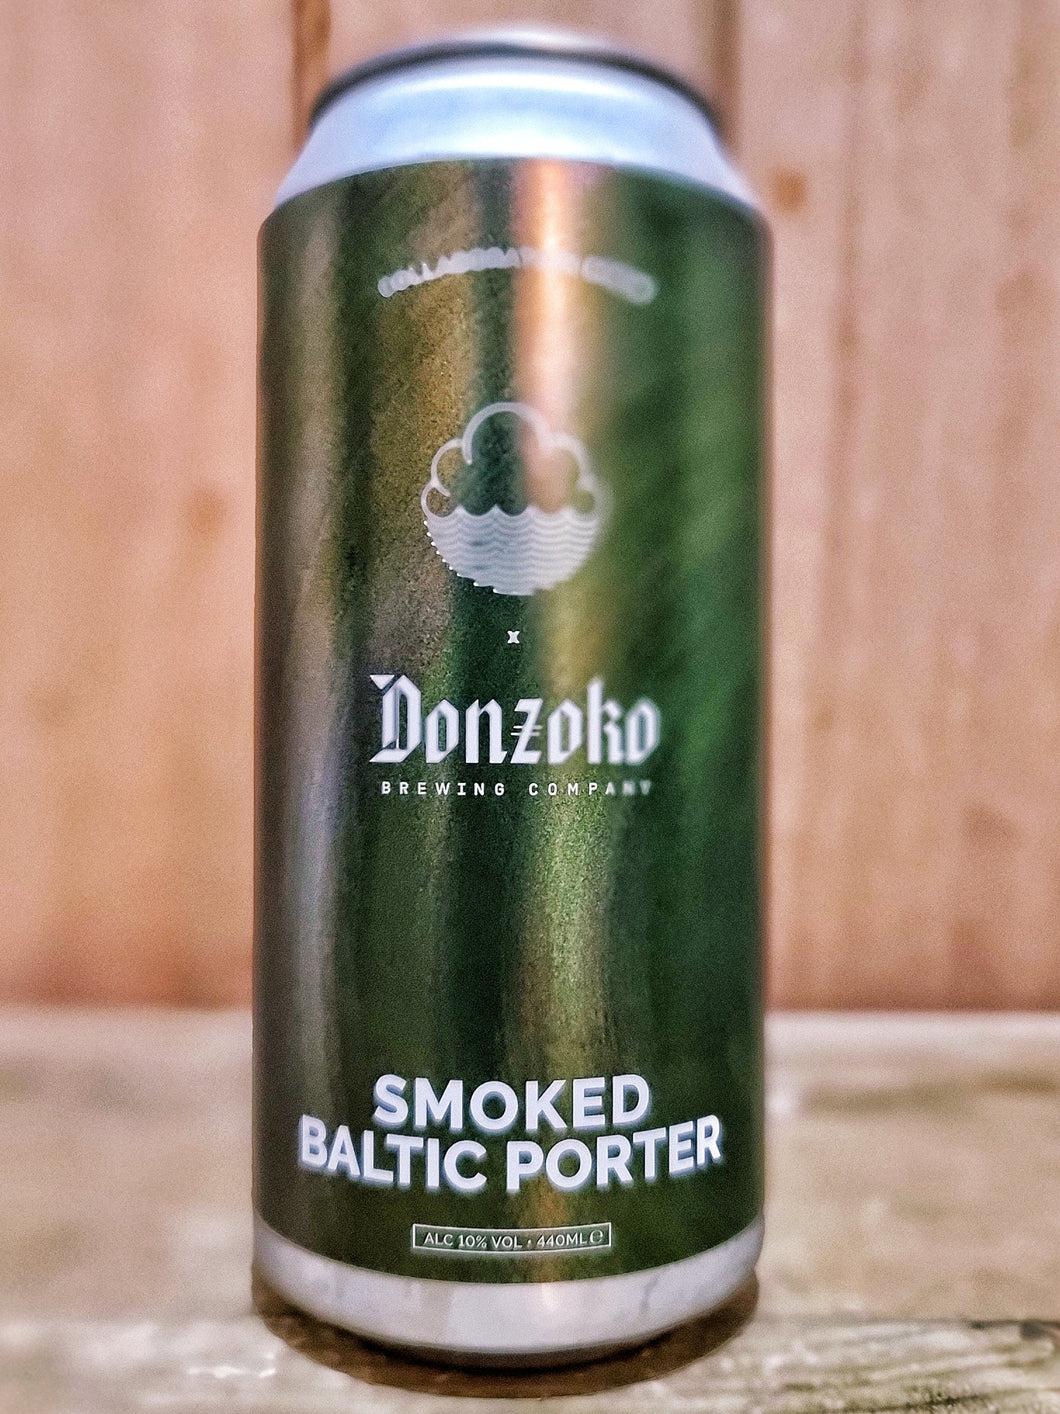 x
Donzoko
BREWING COMPANY
SMOKED
BALTIC PORTER
ALC 10% VOL • 440ML ℮